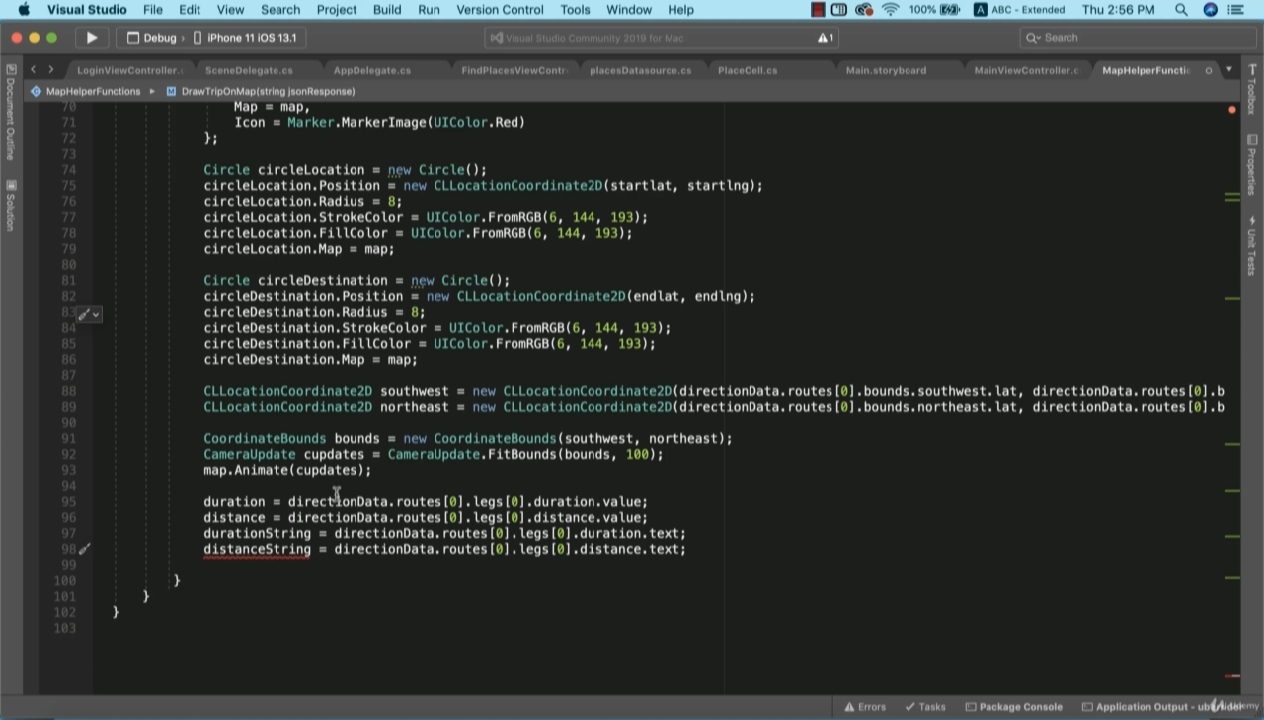 Visual Studio File Edit View Search Project Build Run Version Control Tools Window Help 100% A ABC - Extended Thu 2:56 PM
Debug › iPhone 11 iOS 13.1 Visual Studio Community 2019 for Mac 1 Search
LoginViewController.c SceneDelegate.cs AppDelegate.cs FindPlacesViewContr placesDatasource.cs PlaceCell.cs Main.storyboard MainViewController.c MapHelperFuncti
MapHelperFunctions ▸ M DrawTripOnMap(string jsonResponse)
Document Outline
Solution
Toolbox
Properties
Unit Tests
70 Map = map,
71 Icon = Marker.MarkerImage(UIColor.Red)
72 };
73
74 Circle circleLocation = new Circle();
75 circleLocation.Position = new CLLocationCoordinate2D(startlat, startlng);
76 circleLocation.Radius = 8;
77 circleLocation.StrokeColor = UIColor.FromRGB(6, 144, 193);
78 circleLocation.FillColor = UIColor.FromRGB(6, 144, 193);
79 circleLocation.Map = map;
80
81 Circle circleDestination = new Circle();
82 circleDestination.Position = new CLLocationCoordinate2D(endlat, endlng);
83 circleDestination.Radius = 8;
84 circleDestination.StrokeColor = UIColor.FromRGB(6, 144, 193);
85 circleDestination.FillColor = UIColor.FromRGB(6, 144, 193);
86 circleDestination.Map = map;
87
88 CLLocationCoordinate2D southwest = new CLLocationCoordinate2D(directionData.routes[0].bounds.southwest.lat, directionData.routes[0].b
89 CLLocationCoordinate2D northeast = new CLLocationCoordinate2D(directionData.routes[0].bounds.northeast.lat, directionData.routes[0].b
90
91 CoordinateBounds bounds = new CoordinateBounds(southwest, northeast);
92 CameraUpdate cupdates = CameraUpdate.FitBounds(bounds, 100);
93 map.Animate(cupdates);
94
95 duration = directionData.routes[0].legs[0].duration.value;
96 distance = directionData.routes[0].legs[0].distance.value;
97 durationString = directionData.routes[0].legs[0].duration.text;
98 distanceString = directionData.routes[0].legs[0].distance.text;
99
100 }
101 }
102 }
103
Errors Tasks Package Console Application Output -